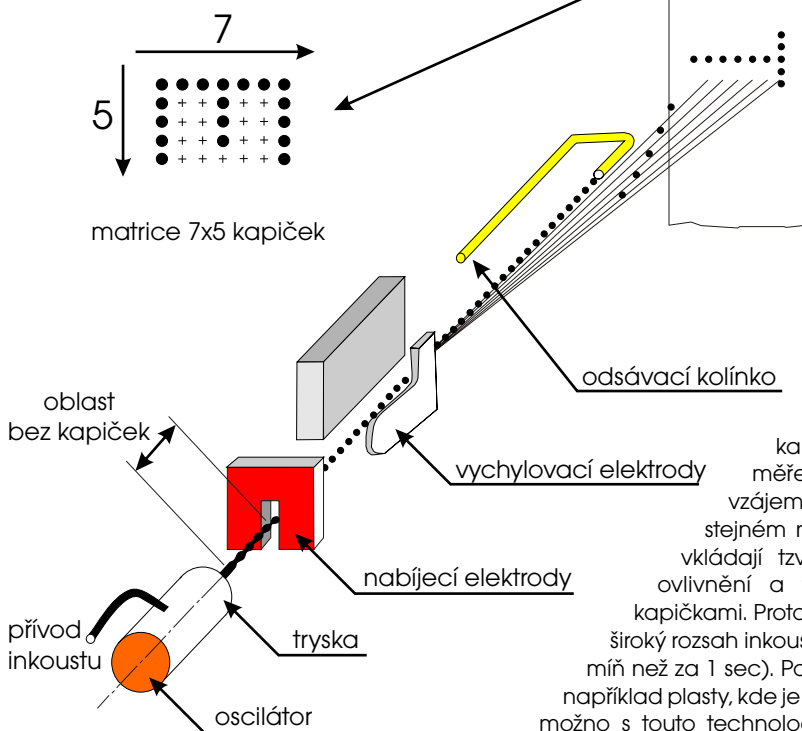 7
5
matrice 7x5 kapiček
odsávací kolínko
oblast
bez kapiček
vychylovací elektrody
nabíjecí elektrody
přívod
inkoustu
tryska
oscilátor
ka
měře
vzájem
stejném
vkládají tzv
ovlivnění a
kapičkami. Proto
široký rozsah inkous
míň než za 1 sec). Po
například plasty, kde je
možno s touto technolog